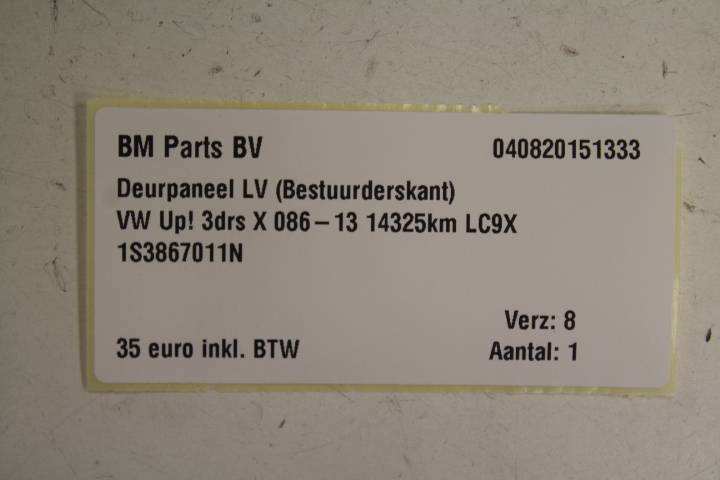 BM Parts BV 040820151333
Deurpaneel LV (Bestuurderskant)
VW Up! 3drs X 086-13 14325km LC9X
1S3867011N
Verz: 8
35 euro inkl. BTW Aantal: 1